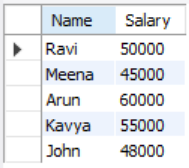 Name Salary
Ravi 50000
Meena 45000
Arun 60000
Kavya 55000
John 48000